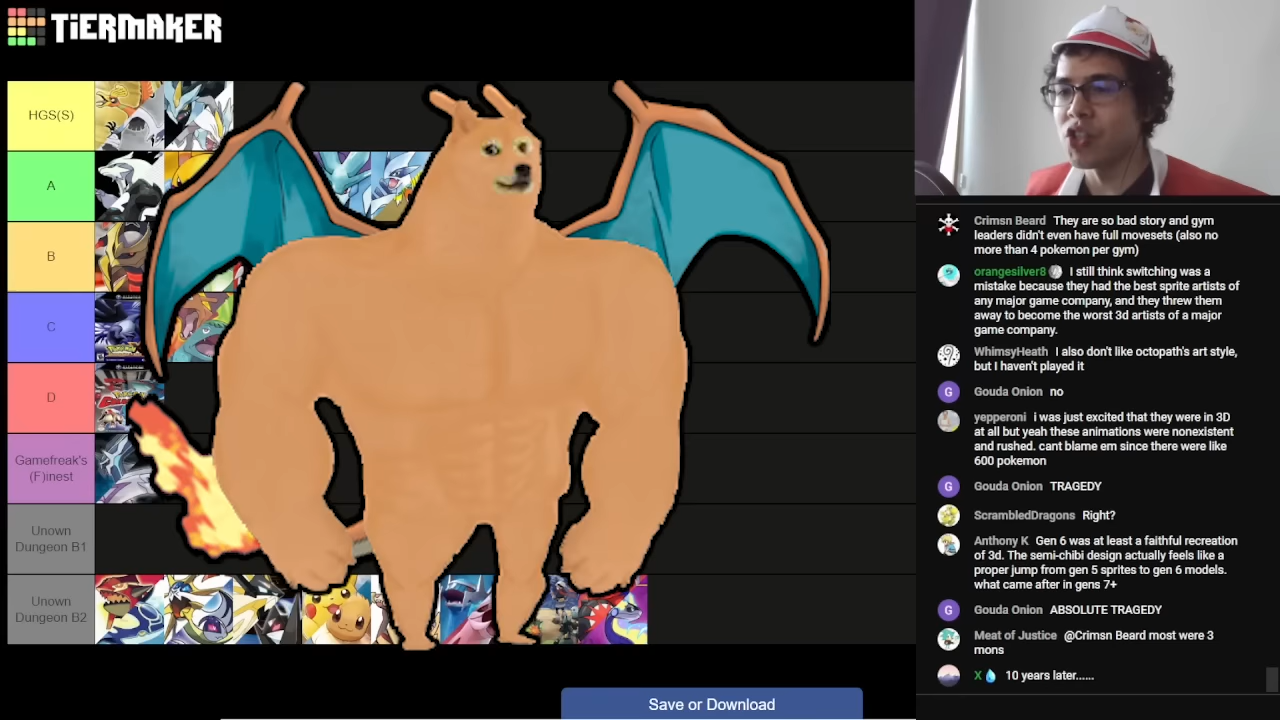 TiERMAKER
HGS(S)
A
B
C
D
Gamefreak's
(F)inest
Unown
Dungeon B1
Unown
Dungeon B2
Save or Download
Crimsn Beard They are so bad story and gym
leaders didn't even have full movesets (also no
more than 4 pokemon per gym)
orangesilver8 I still think switching was a
mistake because they had the best sprite artists of
any major game company, and they threw them
away to become the worst 3d artists of a major
game company.
WhimsyHeath I also don't like octopath's art style,
but I haven't played it
G Gouda Onion no
yepperoni i was just excited that they were in 3D
at all but yeah these animations were nonexistent
and rushed. cant blame em since there were like
600 pokemon
G Gouda Onion TRAGEDY
ScrambledDragons Right?
Anthony K Gen 6 was at least a faithful recreation
of 3d. The semi-chibi design actually feels like a
proper jump from gen 5 sprites to gen 6 models.
what came after in gens 7+
G Gouda Onion ABSOLUTE TRAGEDY
Meat of Justice @Crimsn Beard most were 3
mons
X 10 years later......